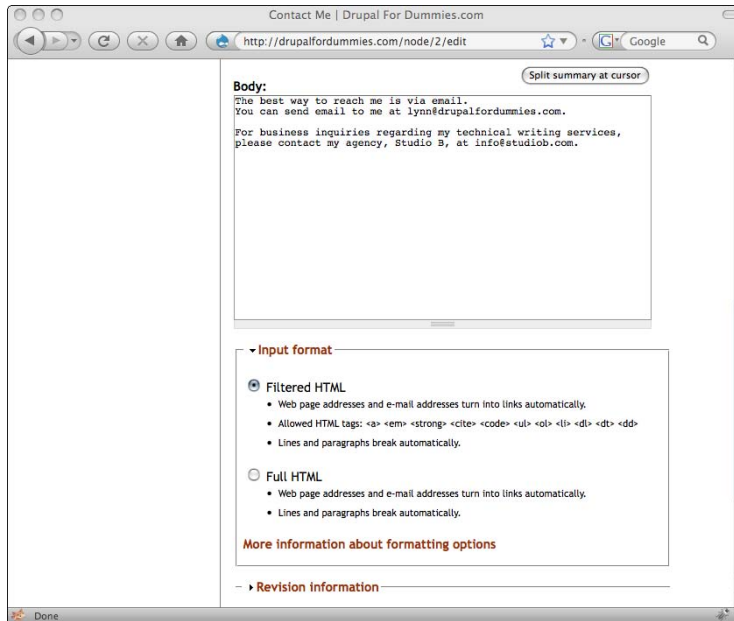 Contact Me | Drupal For Dummies.com
http://drupalfordummies.com/node/2/edit
Google
Split summary at cursor
Body:
The best way to reach me is via email.
You can send email to me at lynn@drupalfordummies.com.
For business inquiries regarding my technical writing services,
please contact my agency, Studio B, at info@studiob.com.
Input format
Filtered HTML
• Web page addresses and e-mail addresses turn into links automatically.
• Allowed HTML tags: <a> <em> <strong> <cite> <code> <ul> <ol> <li> <dl> <dt> <dd>
• Lines and paragraphs break automatically.
Full HTML
• Web page addresses and e-mail addresses turn into links automatically.
• Lines and paragraphs break automatically.
More information about formatting options
Revision information
Done